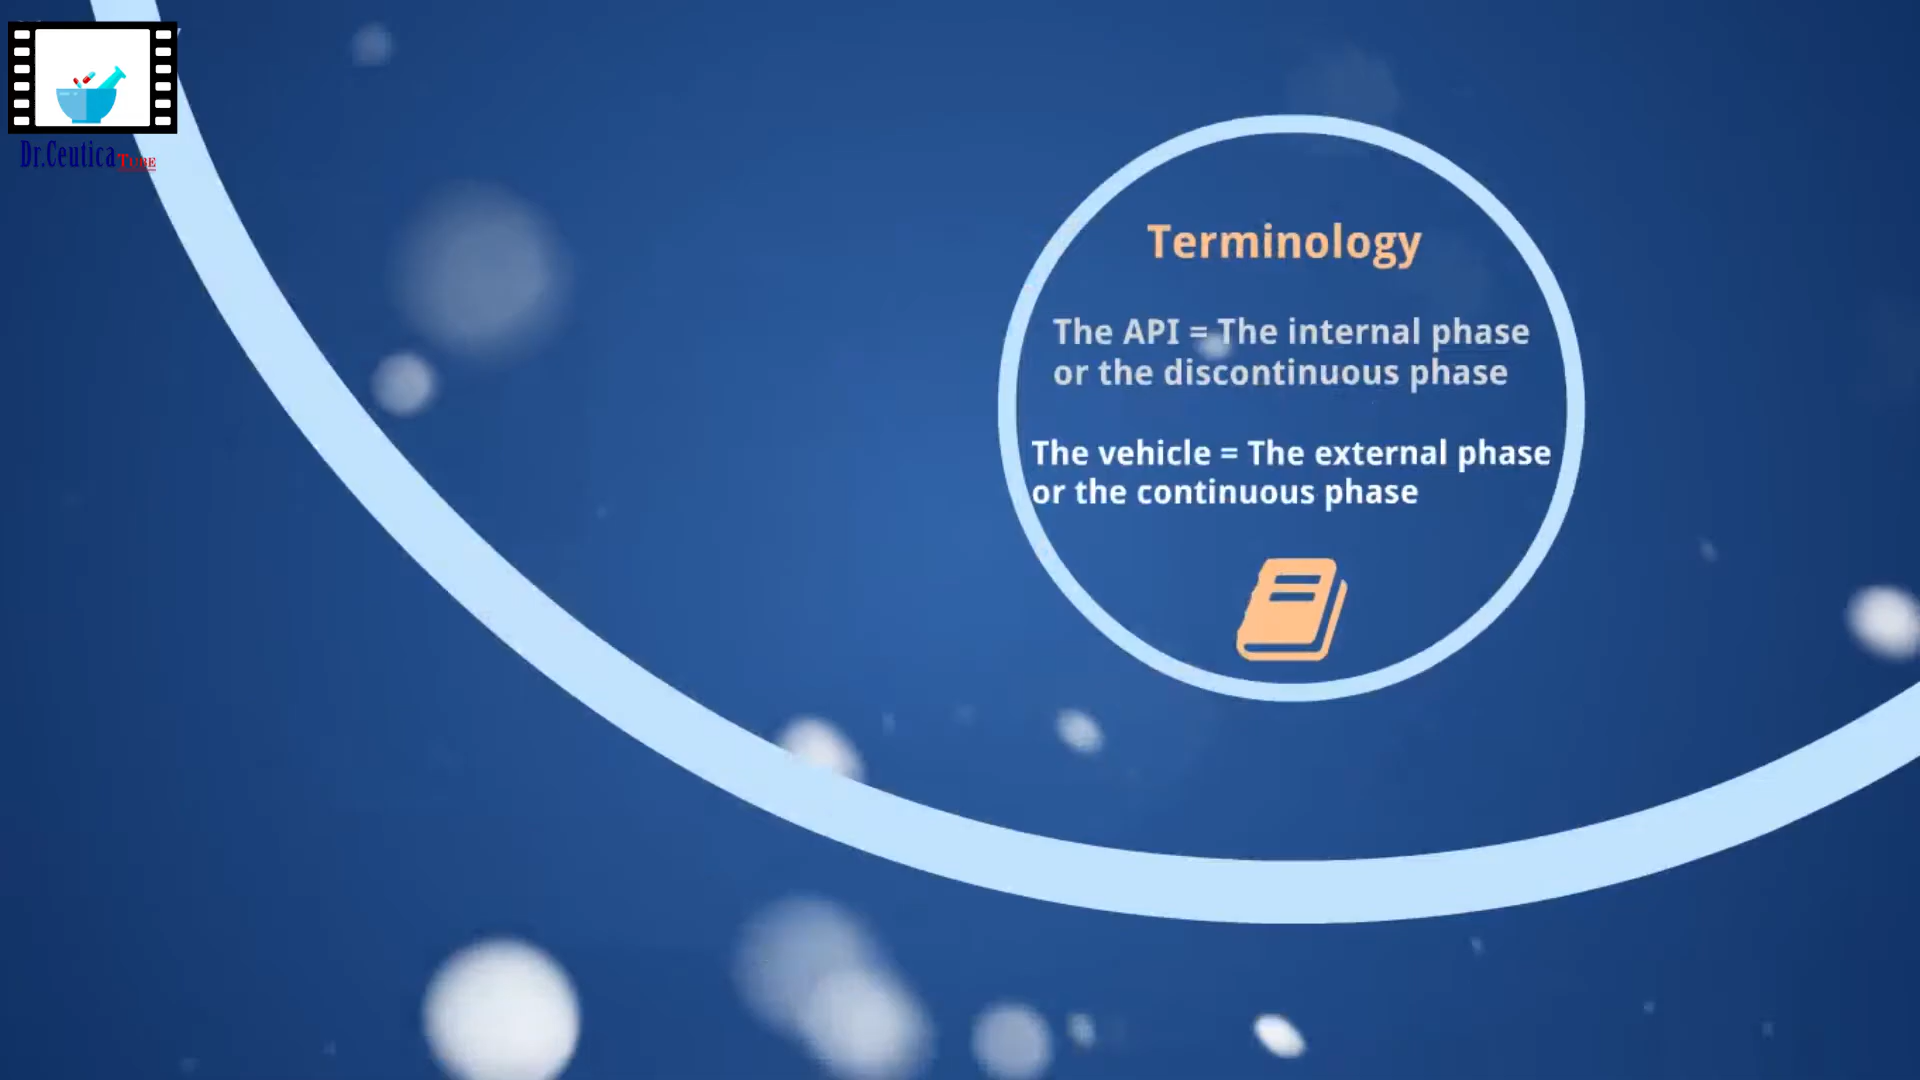 Dr.Ceutica TUBE
Terminology
The API = The internal phase
or the discontinuous phase
The vehicle = The external phase
or the continuous phase